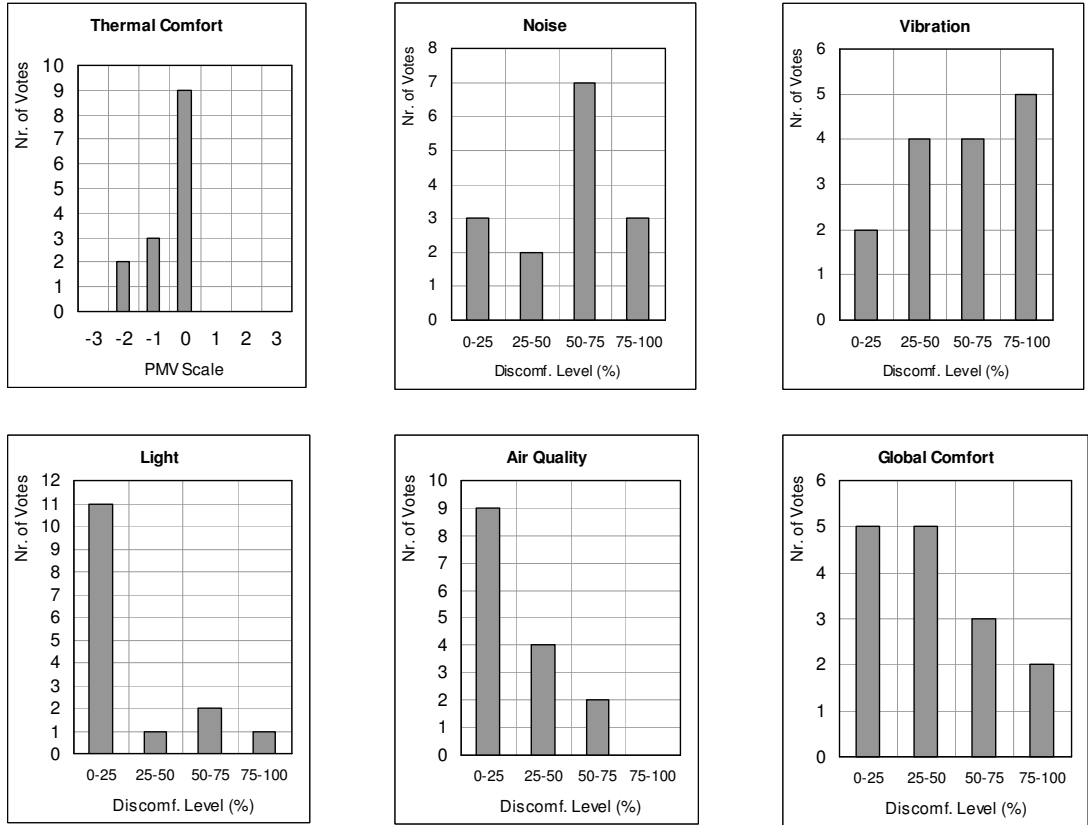 Thermal Comfort
Nr. of Votes
10
9
8
7
6
5
4
3
2
1
0
-3 -2 -1 0 1 2 3
PMV Scale
Noise
Nr. of Votes
8
7
6
5
4
3
2
1
0
0-25 25-50 50-75 75-100
Discomf. Level (%)
Vibration
Nr. of Votes
6
5
4
3
2
1
0
0-25 25-50 50-75 75-100
Discomf. Level (%)
Light
Nr. of Votes
12
11
10
9
8
7
6
5
4
3
2
1
0
0-25 25-50 50-75 75-100
Discomf. Level (%)
Air Quality
Nr. of Votes
10
9
8
7
6
5
4
3
2
1
0
0-25 25-50 50-75 75-100
Discomf. Level (%)
Global Comfort
Nr. of Votes
6
5
4
3
2
1
0
0-25 25-50 50-75 75-100
Discomf. Level (%)